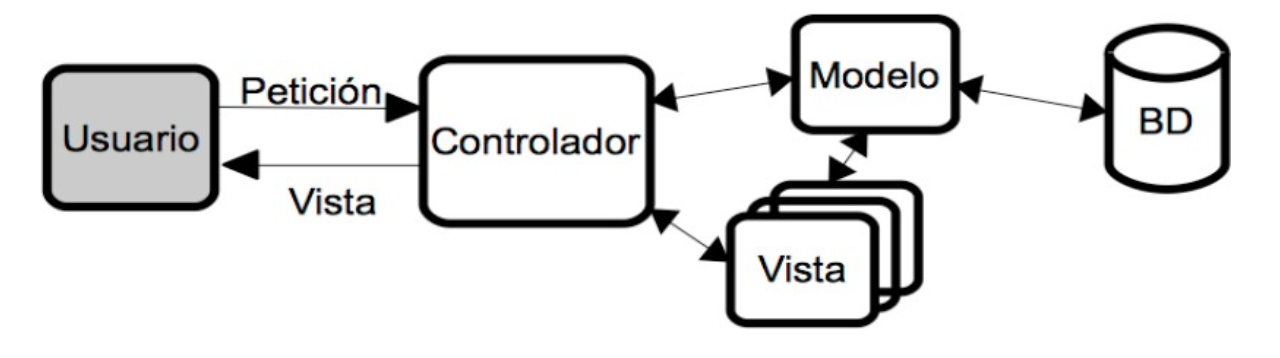 Usuario
Petición
Vista
Controlador
Modelo
Vista
BD